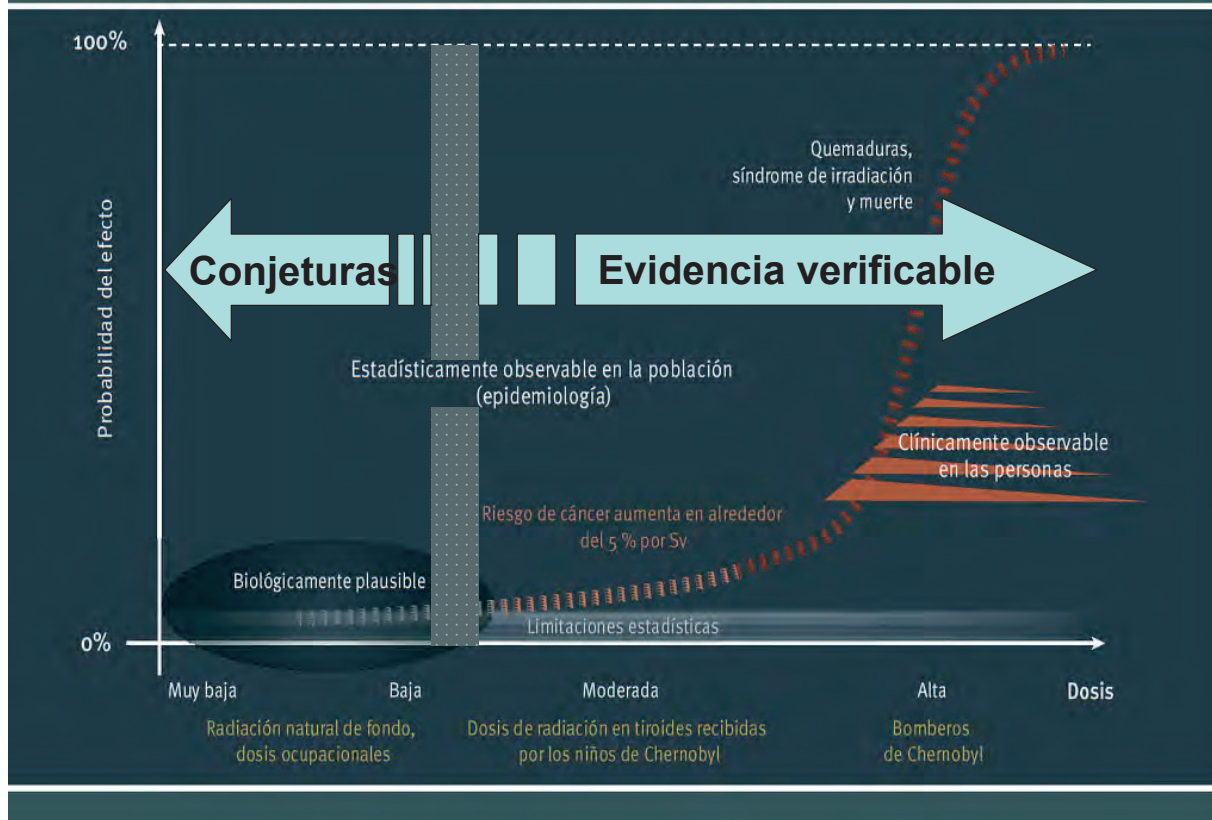 100%
Probabilidad del efecto
Quemaduras,
síndrome de irradiación
y muerte
Conjeturas
Evidencia verificable
Estadísticamente observable en la población
(epidemiología)
Clínicamente observable
en las personas
Riesgo de cáncer aumenta en alrededor
del 5 % por Sv
Biológicamente plausible
Limitaciones estadísticas
0%
Muy baja
Baja
Moderada
Alta
Dosis
Radiación natural de fondo,
dosis ocupacionales
Dosis de radiación en tiroides recibidas
por los niños de Chernobyl
Bomberos
de Chernobyl